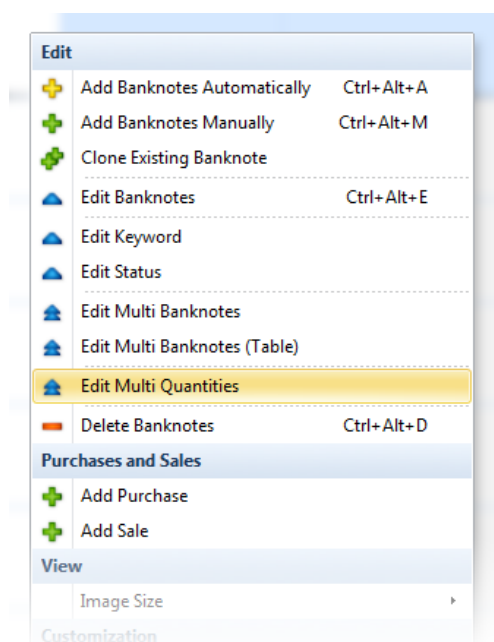 Edit
Add Banknotes Automatically Ctrl+Alt+A
Add Banknotes Manually Ctrl+Alt+M
Clone Existing Banknote
Edit Banknotes Ctrl+Alt+E
Edit Keyword
Edit Status
Edit Multi Banknotes
Edit Multi Banknotes (Table)
Edit Multi Quantities
Delete Banknotes Ctrl+Alt+D
Purchases and Sales
Add Purchase
Add Sale
View
Image Size
Customization